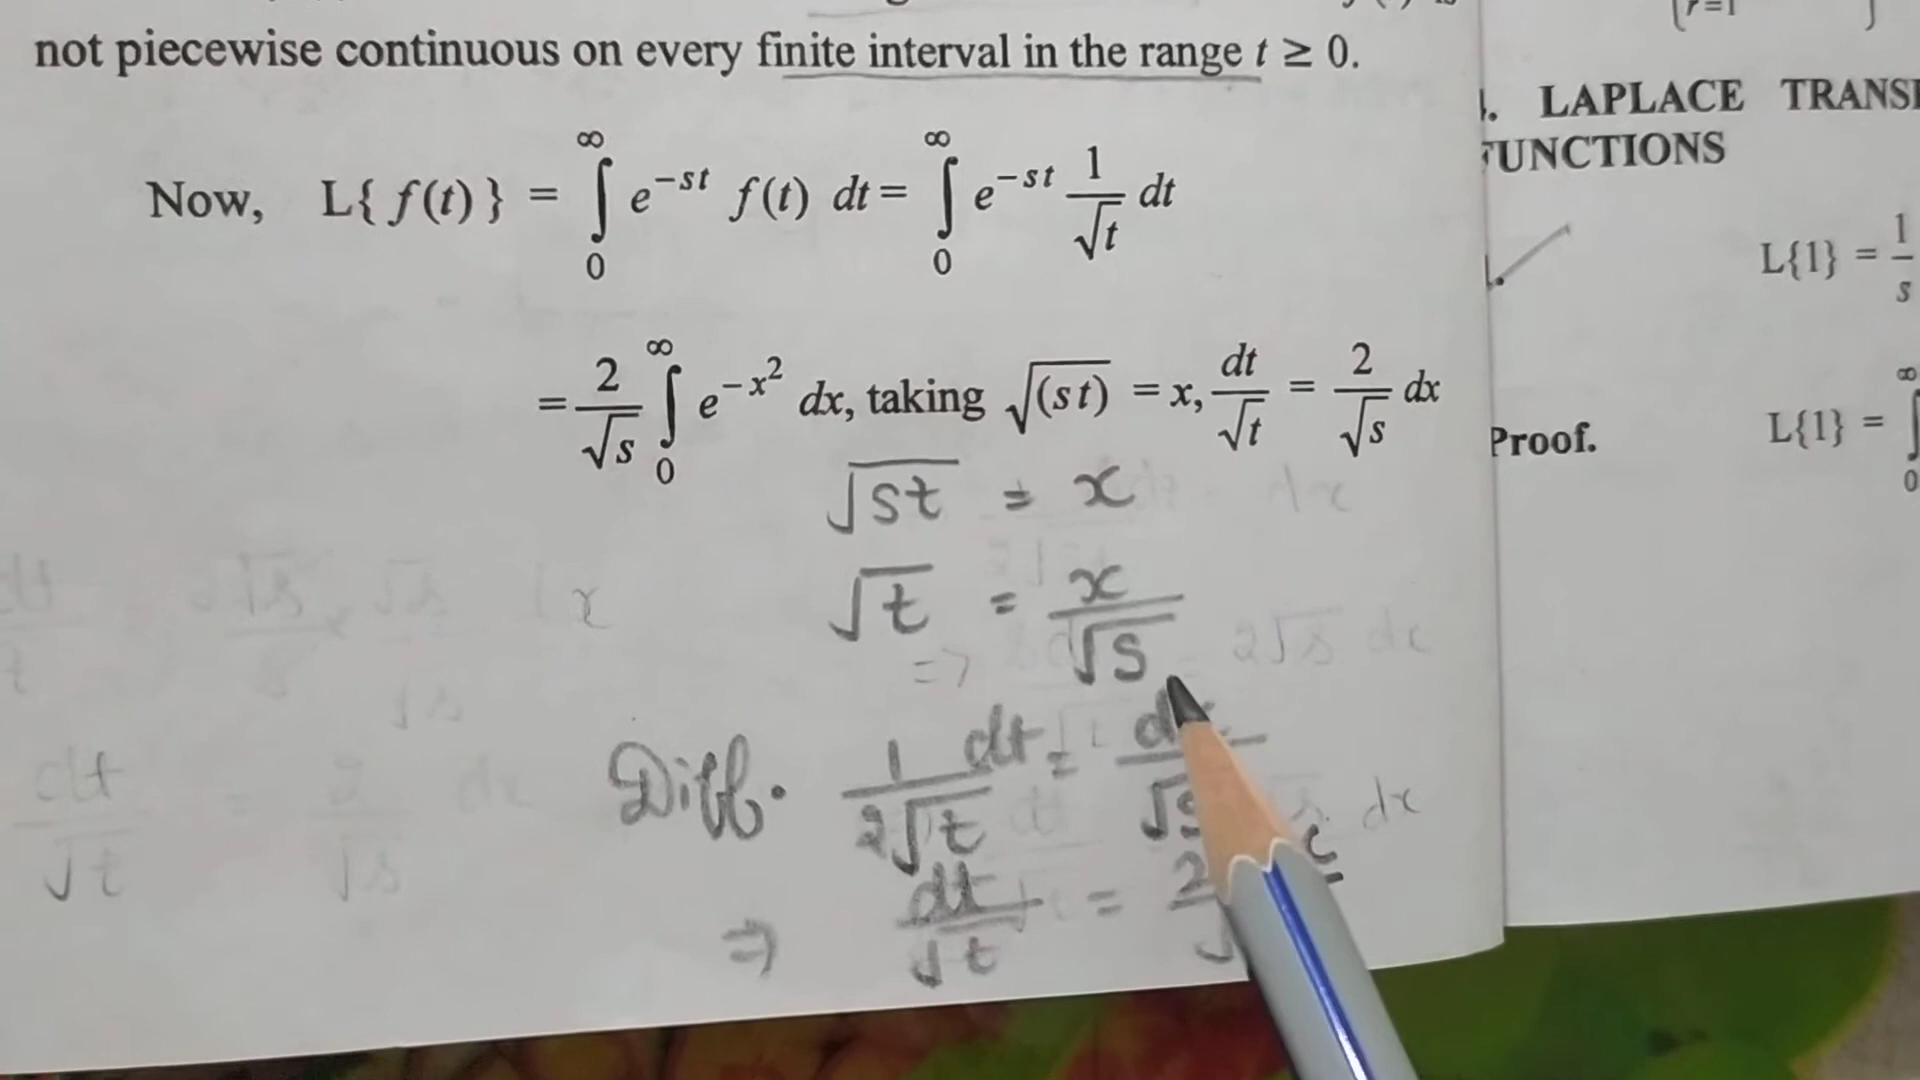 not piecewise continuous on every finite interval in the range t ≥ 0.
Now, L{ f(t) } = ∫₀^∞ e^{-st} f(t) dt = ∫₀^∞ e^{-st} 1/√t dt
= 2/√s ∫₀^∞ e^{-x²} dx, taking √(st) = x, dt/√t = 2/√s dx
√st = x
√t = x/√s
Diff. 1/2√t dt =
⇒ dt/√t = 2
LAPLACE
FUNCTIONS
L{1} = 1/s
Proof. L{1} = ∫₀^∞